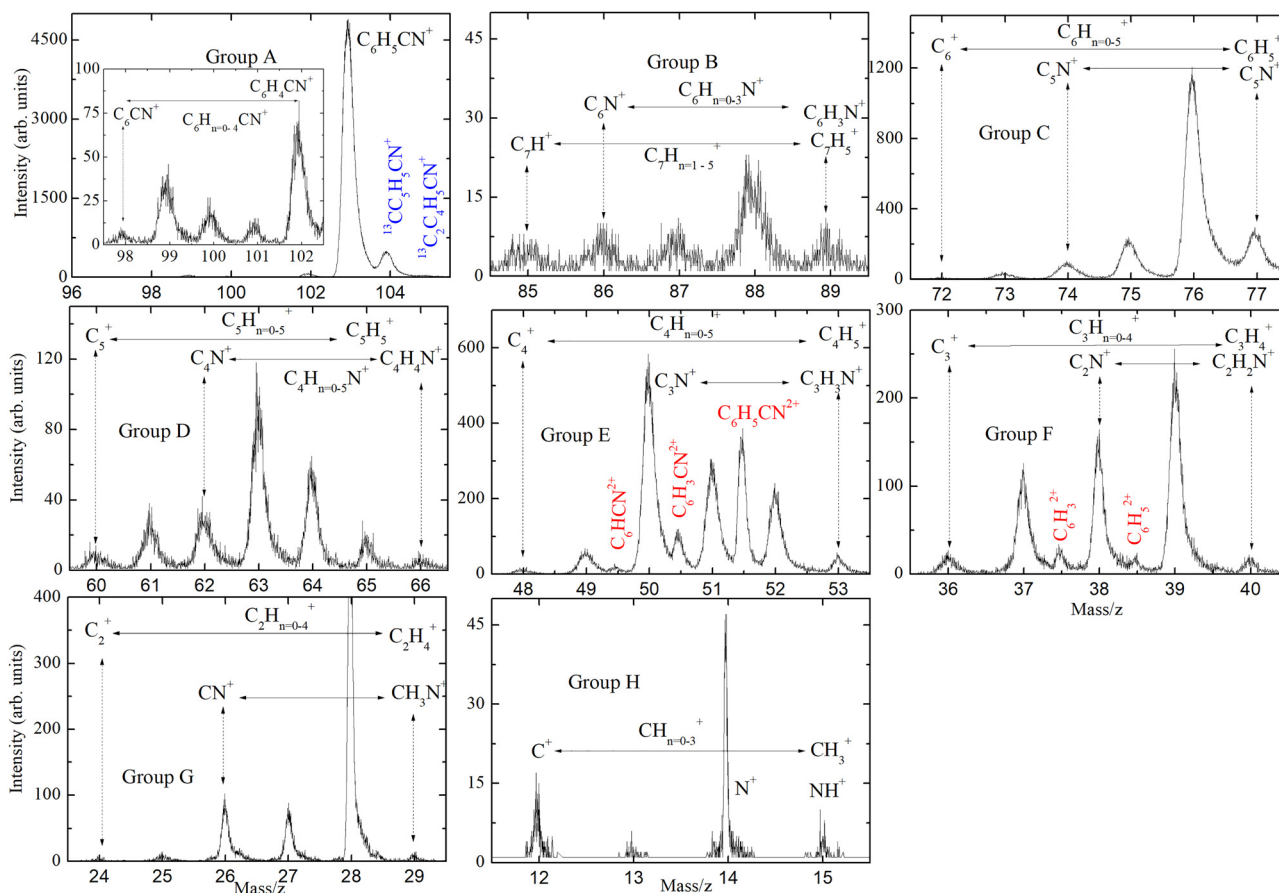 Intensity (arb. units)
4500
3000
1500
0
96 98 100 102 104
Group A
C₆H₅CN⁺
100
75
50
25
0
98 99 100 101 102
C₆CN⁺
C₆H₄CN⁺
C₆Hₙ₌₀₋ ₄CN⁺
¹³CC₅H₅CN⁺
¹³C₂C₄H₅CN⁺
45
30
15
0
85 86 87 88 89
Group B
C₆N⁺
C₆Hₙ₌₀₋₃N⁺
C₆H₃N⁺
C₇H⁺
C₇Hₙ₌₁ ₋ ₅⁺
C₇H₅⁺
1200
800
400
0
72 73 74 75 76 77
C₆⁺
C₆Hₙ₌₀₋₅⁺
C₆H₅⁺
C₅N⁺
C₅N⁺
Group C
Intensity (arb. units)
120
80
40
0
60 61 62 63 64 65 66
C₅⁺
C₅Hₙ₌₀₋₅⁺
C₅H₅⁺
C₄N⁺
C₄H₄N⁺
C₄Hₙ₌₀₋₅N⁺
Group D
600
400
200
0
48 49 50 51 52 53
C₄⁺
C₄Hₙ₌₀₋₅⁺
C₄H₅⁺
C₃N⁺
C₃H₃N⁺
Group E
C₆H₅CN²⁺
C₆HCN²⁺
C₆H₃CN²⁺
300
200
100
0
36 37 38 39 40
Mass/z
C₃⁺
C₃Hₙ₌₀₋₄⁺
C₃H₄⁺
C₂N⁺
C₂H₂N⁺
Group F
C₆H₃²⁺
C₆H₅²⁺
Intensity (arb. units)
400
300
200
100
0
24 25 26 27 28 29
Mass/z
C₂⁺
C₂Hₙ₌₀₋₄⁺
C₂H₄⁺
CN⁺
CH₃N⁺
Group G
45
30
15
0
12 13 14 15
Mass/z
Group H
CHₙ₌₀₋₃⁺
C⁺
CH₃⁺
N⁺
NH⁺